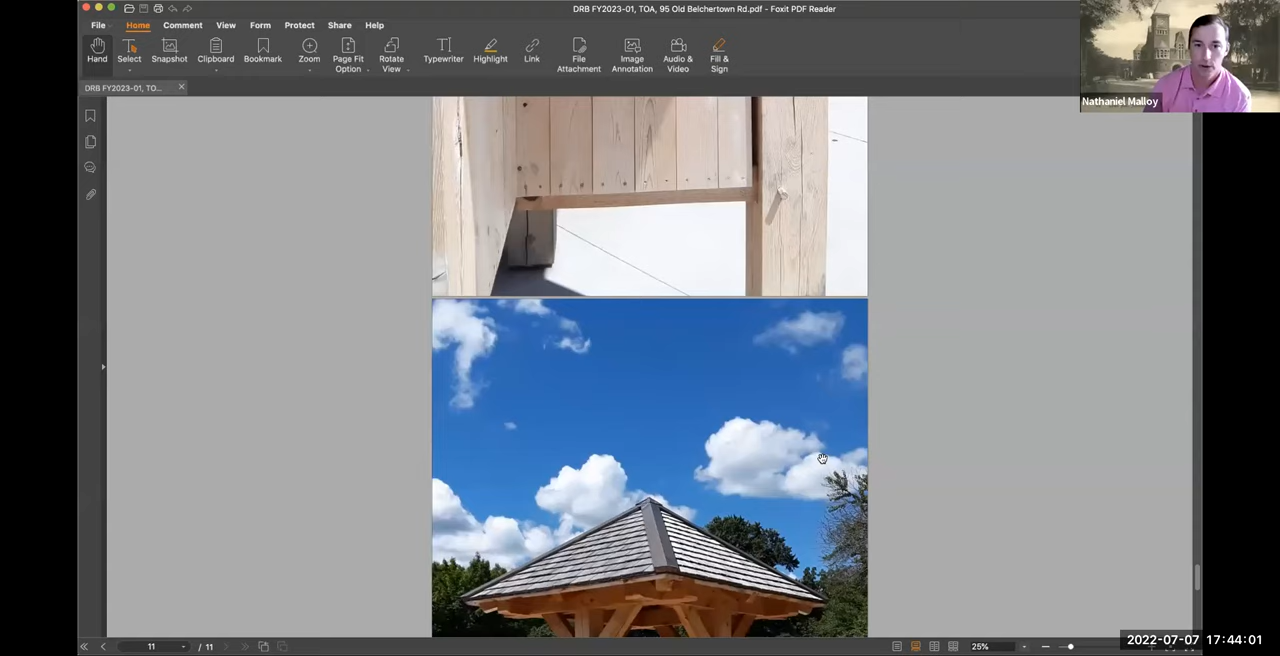 DRB FY2023-01, TOA, 95 Old Belchertown Rd.pdf - Foxit PDF Reader
File Home Comment View Form Protect Share Help
Hand Select Snapshot Clipboard Bookmark Zoom Page Fit Option Rotate View Typewriter Highlight Link File Attachment Image Annotation Audio & Video Fill & Sign
Nathaniel Malloy
DRB FY2023-01, TO...
11 / 11 25%
2022-07-07 17:44:01